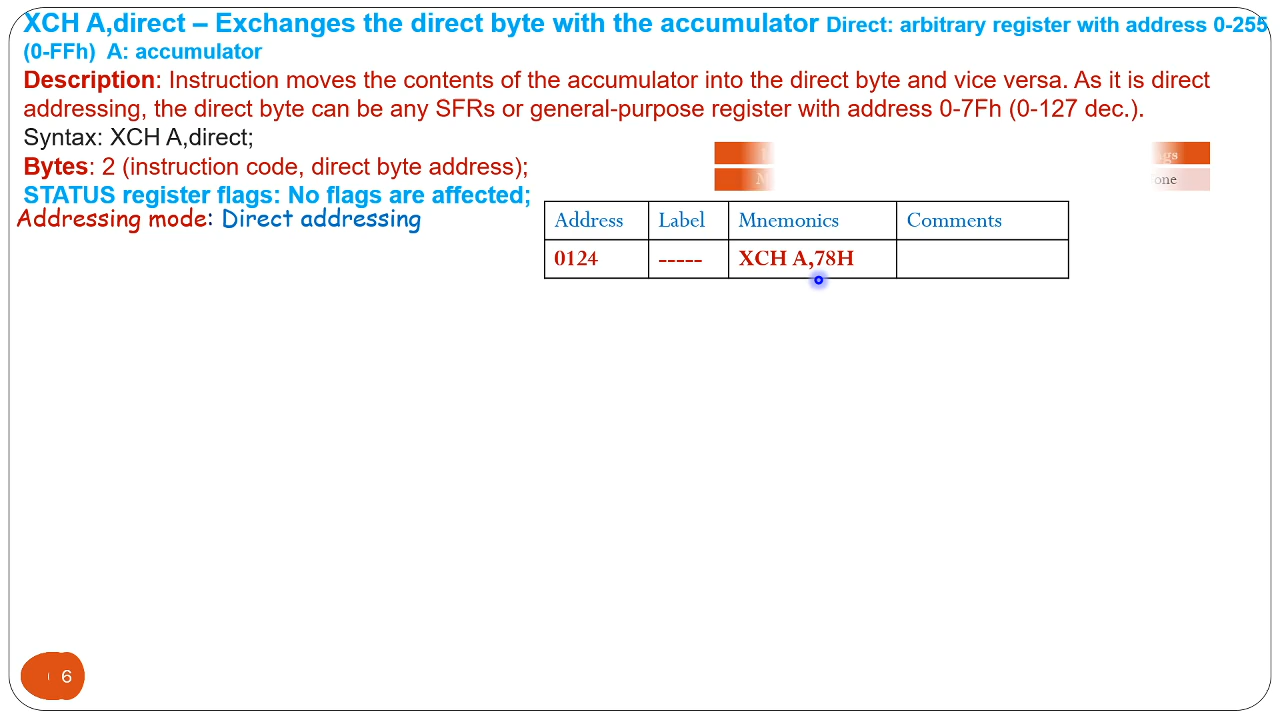 XCH A,direct – Exchanges the direct byte with the accumulator Direct: arbitrary register with address 0-255
(0-FFh) A: accumulator
Description: Instruction moves the contents of the accumulator into the direct byte and vice versa. As it is direct
addressing, the direct byte can be any SFRs or general-purpose register with address 0-7Fh (0-127 dec.).
Syntax: XCH A,direct;
Bytes: 2 (instruction code, direct byte address);
STATUS register flags: No flags are affected;
Addressing mode: Direct addressing
Address Label Mnemonics Comments
0124 ----- XCH A,78H
6